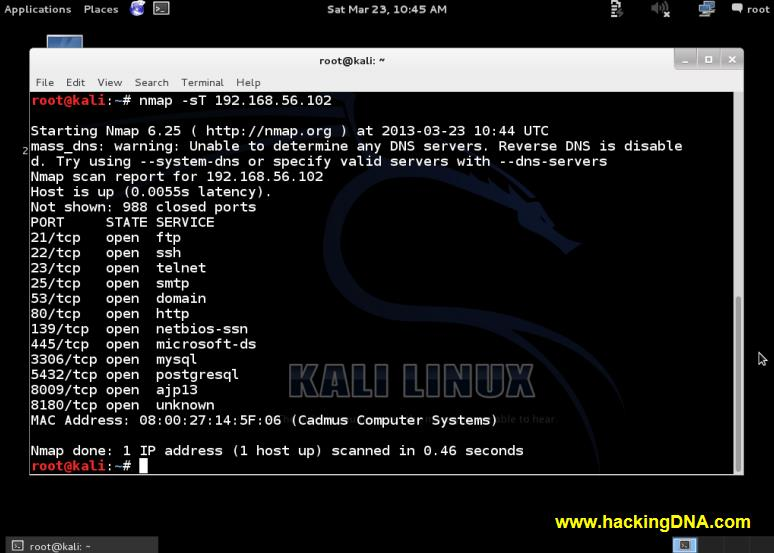 Applications Places Sat Mar 23, 10:45 AM root
root@kali: ~
File Edit View Search Terminal Help
root@kali:~# nmap -sT 192.168.56.102
Starting Nmap 6.25 ( http://nmap.org ) at 2013-03-23 10:44 UTC
mass_dns: warning: Unable to determine any DNS servers. Reverse DNS is disable
d. Try using --system-dns or specify valid servers with --dns-servers
2
Nmap scan report for 192.168.56.102
Host is up (0.0055s latency).
Not shown: 988 closed ports
PORT STATE SERVICE
21/tcp open ftp
22/tcp open ssh
23/tcp open telnet
25/tcp open smtp
53/tcp open domain
80/tcp open http
139/tcp open netbios-ssn
445/tcp open microsoft-ds
3306/tcp open mysql
5432/tcp open postgresql
8009/tcp open ajp13
8180/tcp open unknown
KALI LINUX
MAC Address: 08:00:27:14:5F:06 (Cadmus Computer Systems)
able to hear.
Nmap done: 1 IP address (1 host up) scanned in 0.46 seconds
root@kali:~#
www.hackingDNA.com
root@kali: ~